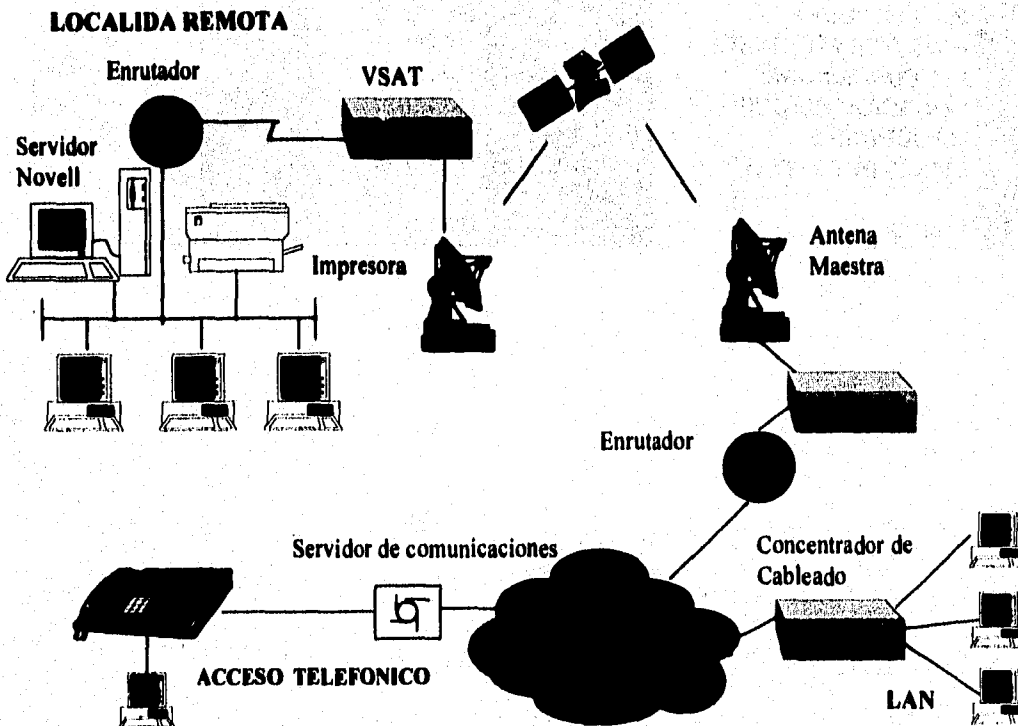 LOCALIDA REMOTA
Enrutador
VSAT
Servidor
Novell
Impresora
Antena
Maestra
Enrutador
Servidor de comunicaciones
Concentrador de
Cableado
ACCESO TELEFONICO
LAN